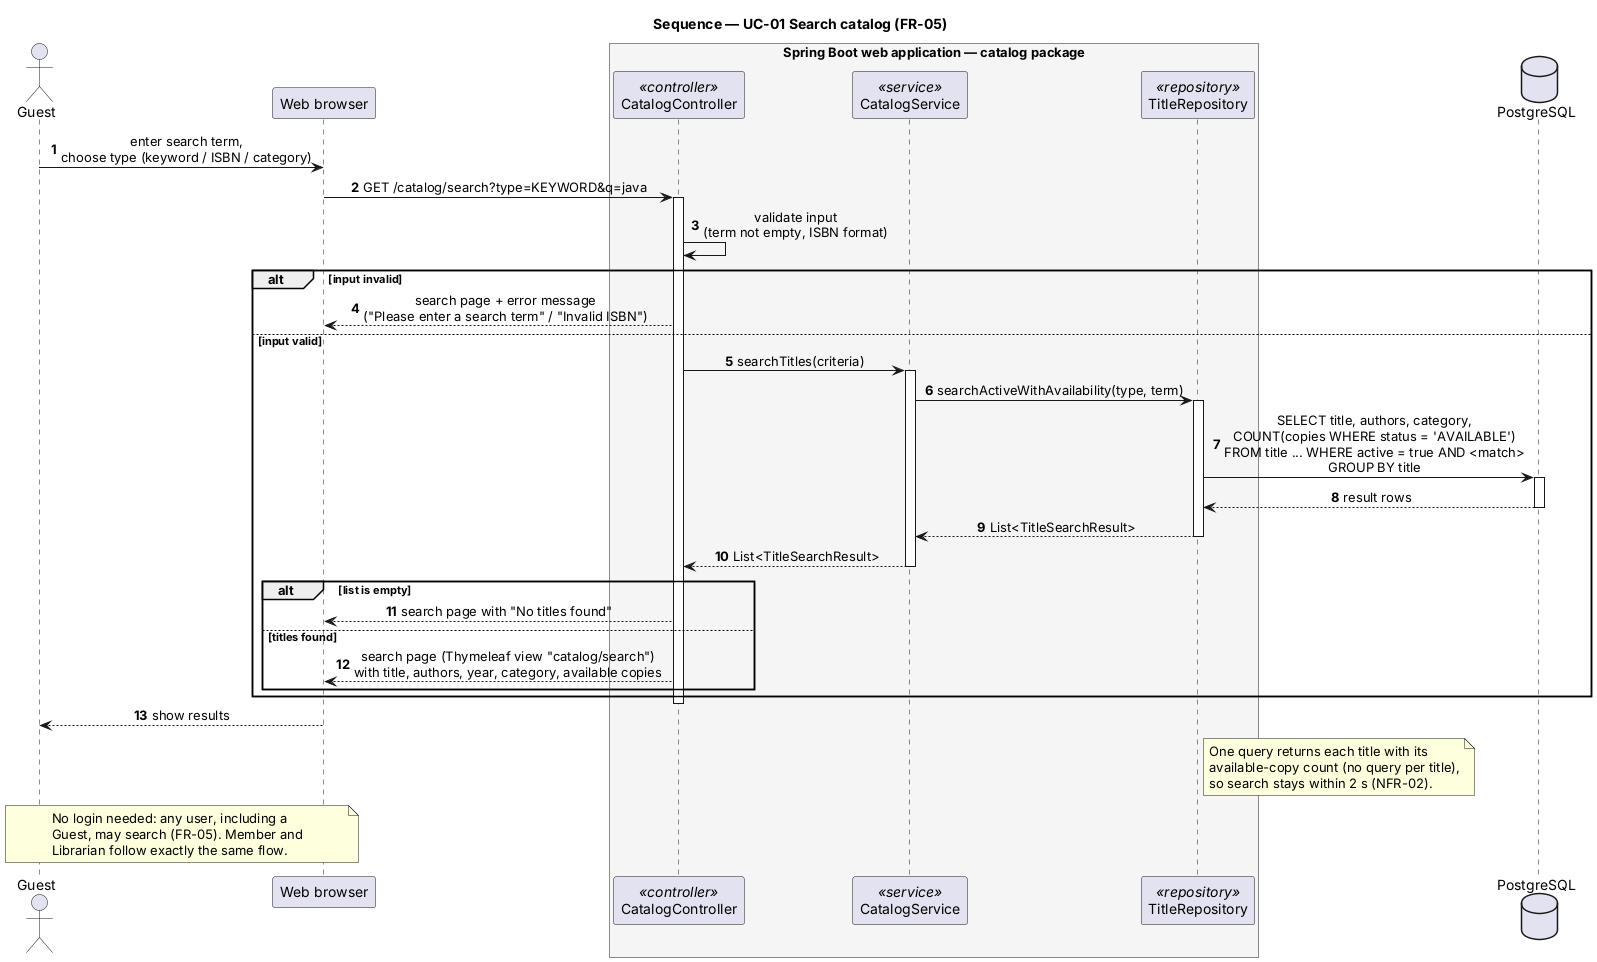 Sequence — UC-01 Search catalog (FR-05)
Spring Boot web application — catalog package
Guest
Web browser
«controller»
CatalogController
«service»
CatalogService
«repository»
TitleRepository
PostgreSQL
1 enter search term,
choose type (keyword / ISBN / category)
2 GET /catalog/search?type=KEYWORD&q=java
3 validate input
(term not empty, ISBN format)
alt [input invalid]
4 search page + error message
("Please enter a search term" / "Invalid ISBN")
[input valid]
5 searchTitles(criteria)
6 searchActiveWithAvailability(type, term)
7 SELECT title, authors, category,
COUNT(copies WHERE status = 'AVAILABLE')
FROM title ... WHERE active = true AND <match>
GROUP BY title
8 result rows
9 List<TitleSearchResult>
10 List<TitleSearchResult>
alt [list is empty]
11 search page with "No titles found"
[titles found]
12 search page (Thymeleaf view "catalog/search")
with title, authors, year, category, available copies
13 show results
One query returns each title with its
available-copy count (no query per title),
so search stays within 2 s (NFR-02).
No login needed: any user, including a
Guest, may search (FR-05). Member and
Librarian follow exactly the same flow.
Guest
Web browser
«controller»
CatalogController
«service»
CatalogService
«repository»
TitleRepository
PostgreSQL